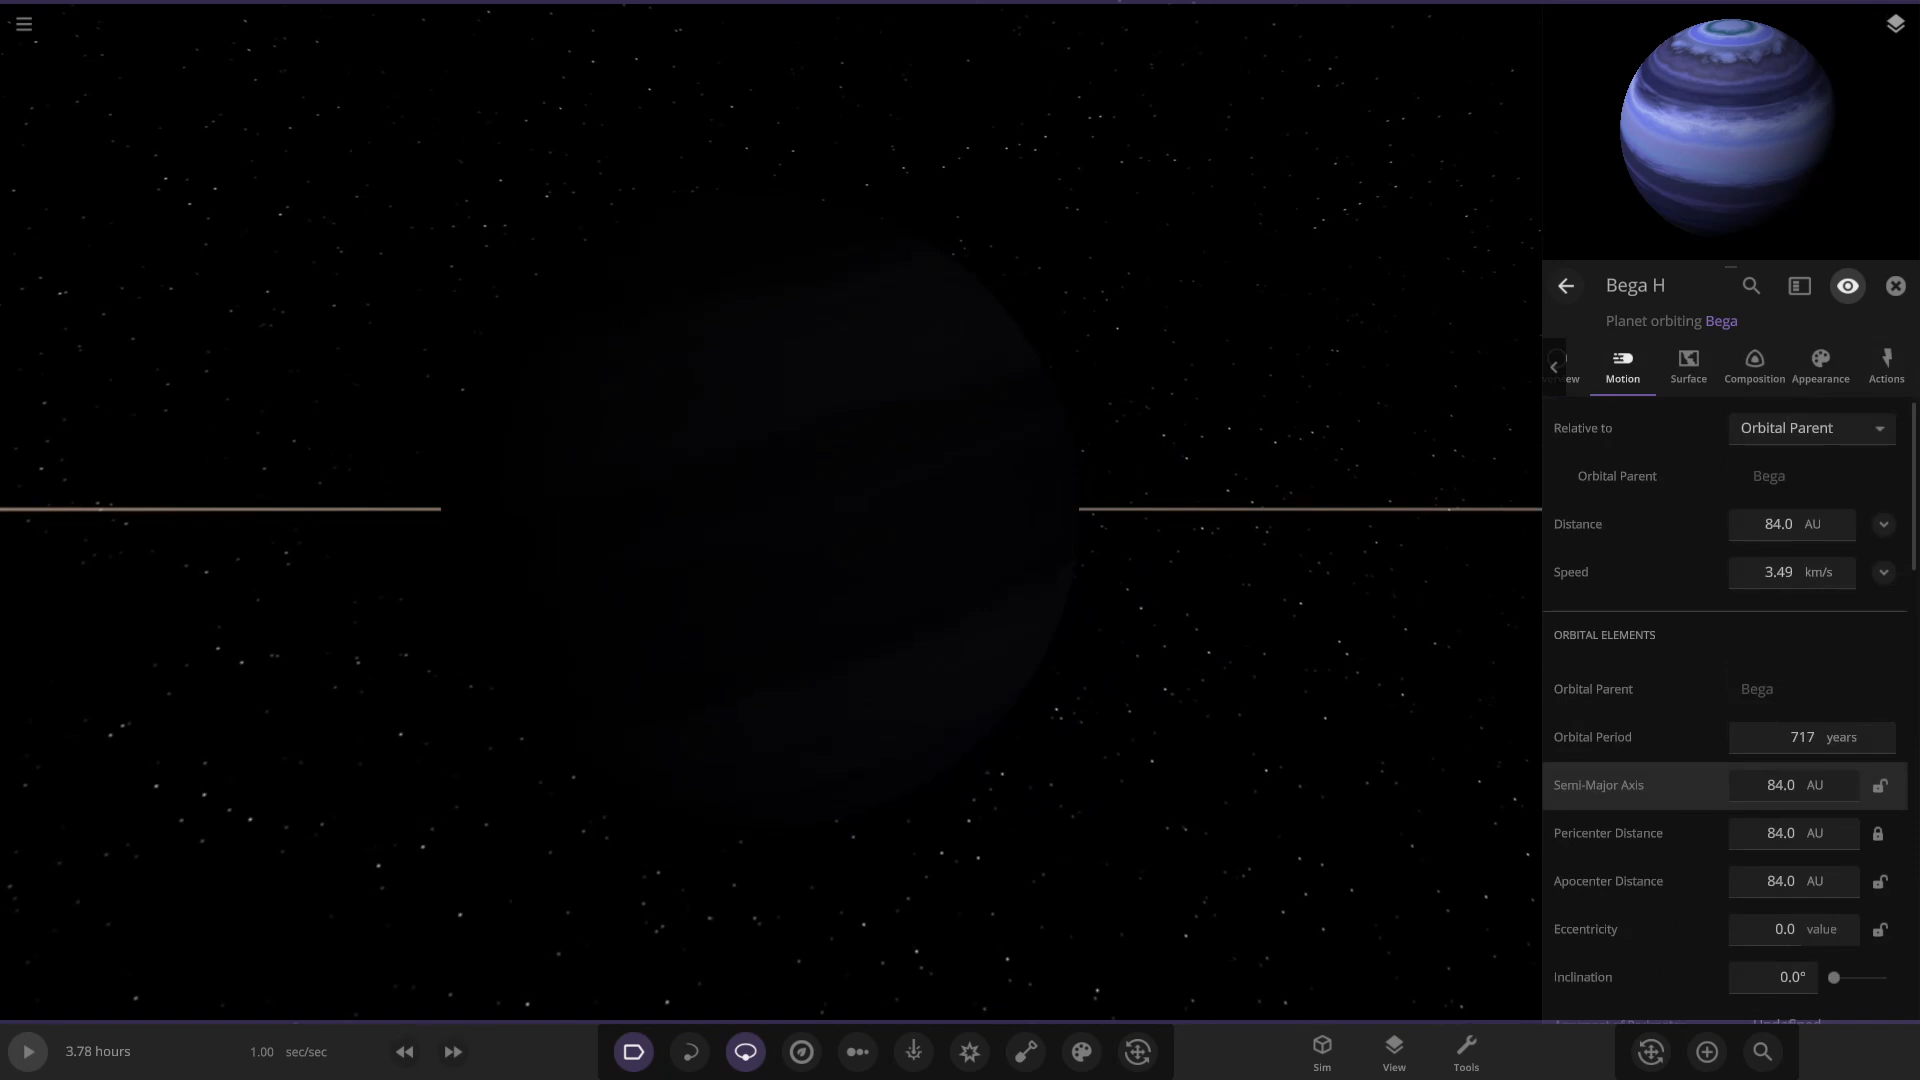 Bega H
Planet orbiting Bega
Motion
Surface
Composition
Appearance
Actions
Relative to
Orbital Parent
Orbital Parent
Bega
Distance
84.0 AU
Speed
3.49 km/s
ORBITAL ELEMENTS
Orbital Parent
Bega
Orbital Period
717 years
Semi-Major Axis
84.0 AU
Pericenter Distance
84.0 AU
Apocenter Distance
84.0 AU
Eccentricity
0.0 value
Inclination
0.0°
3.78 hours
1.00 sec/sec
Sim
View
Tools